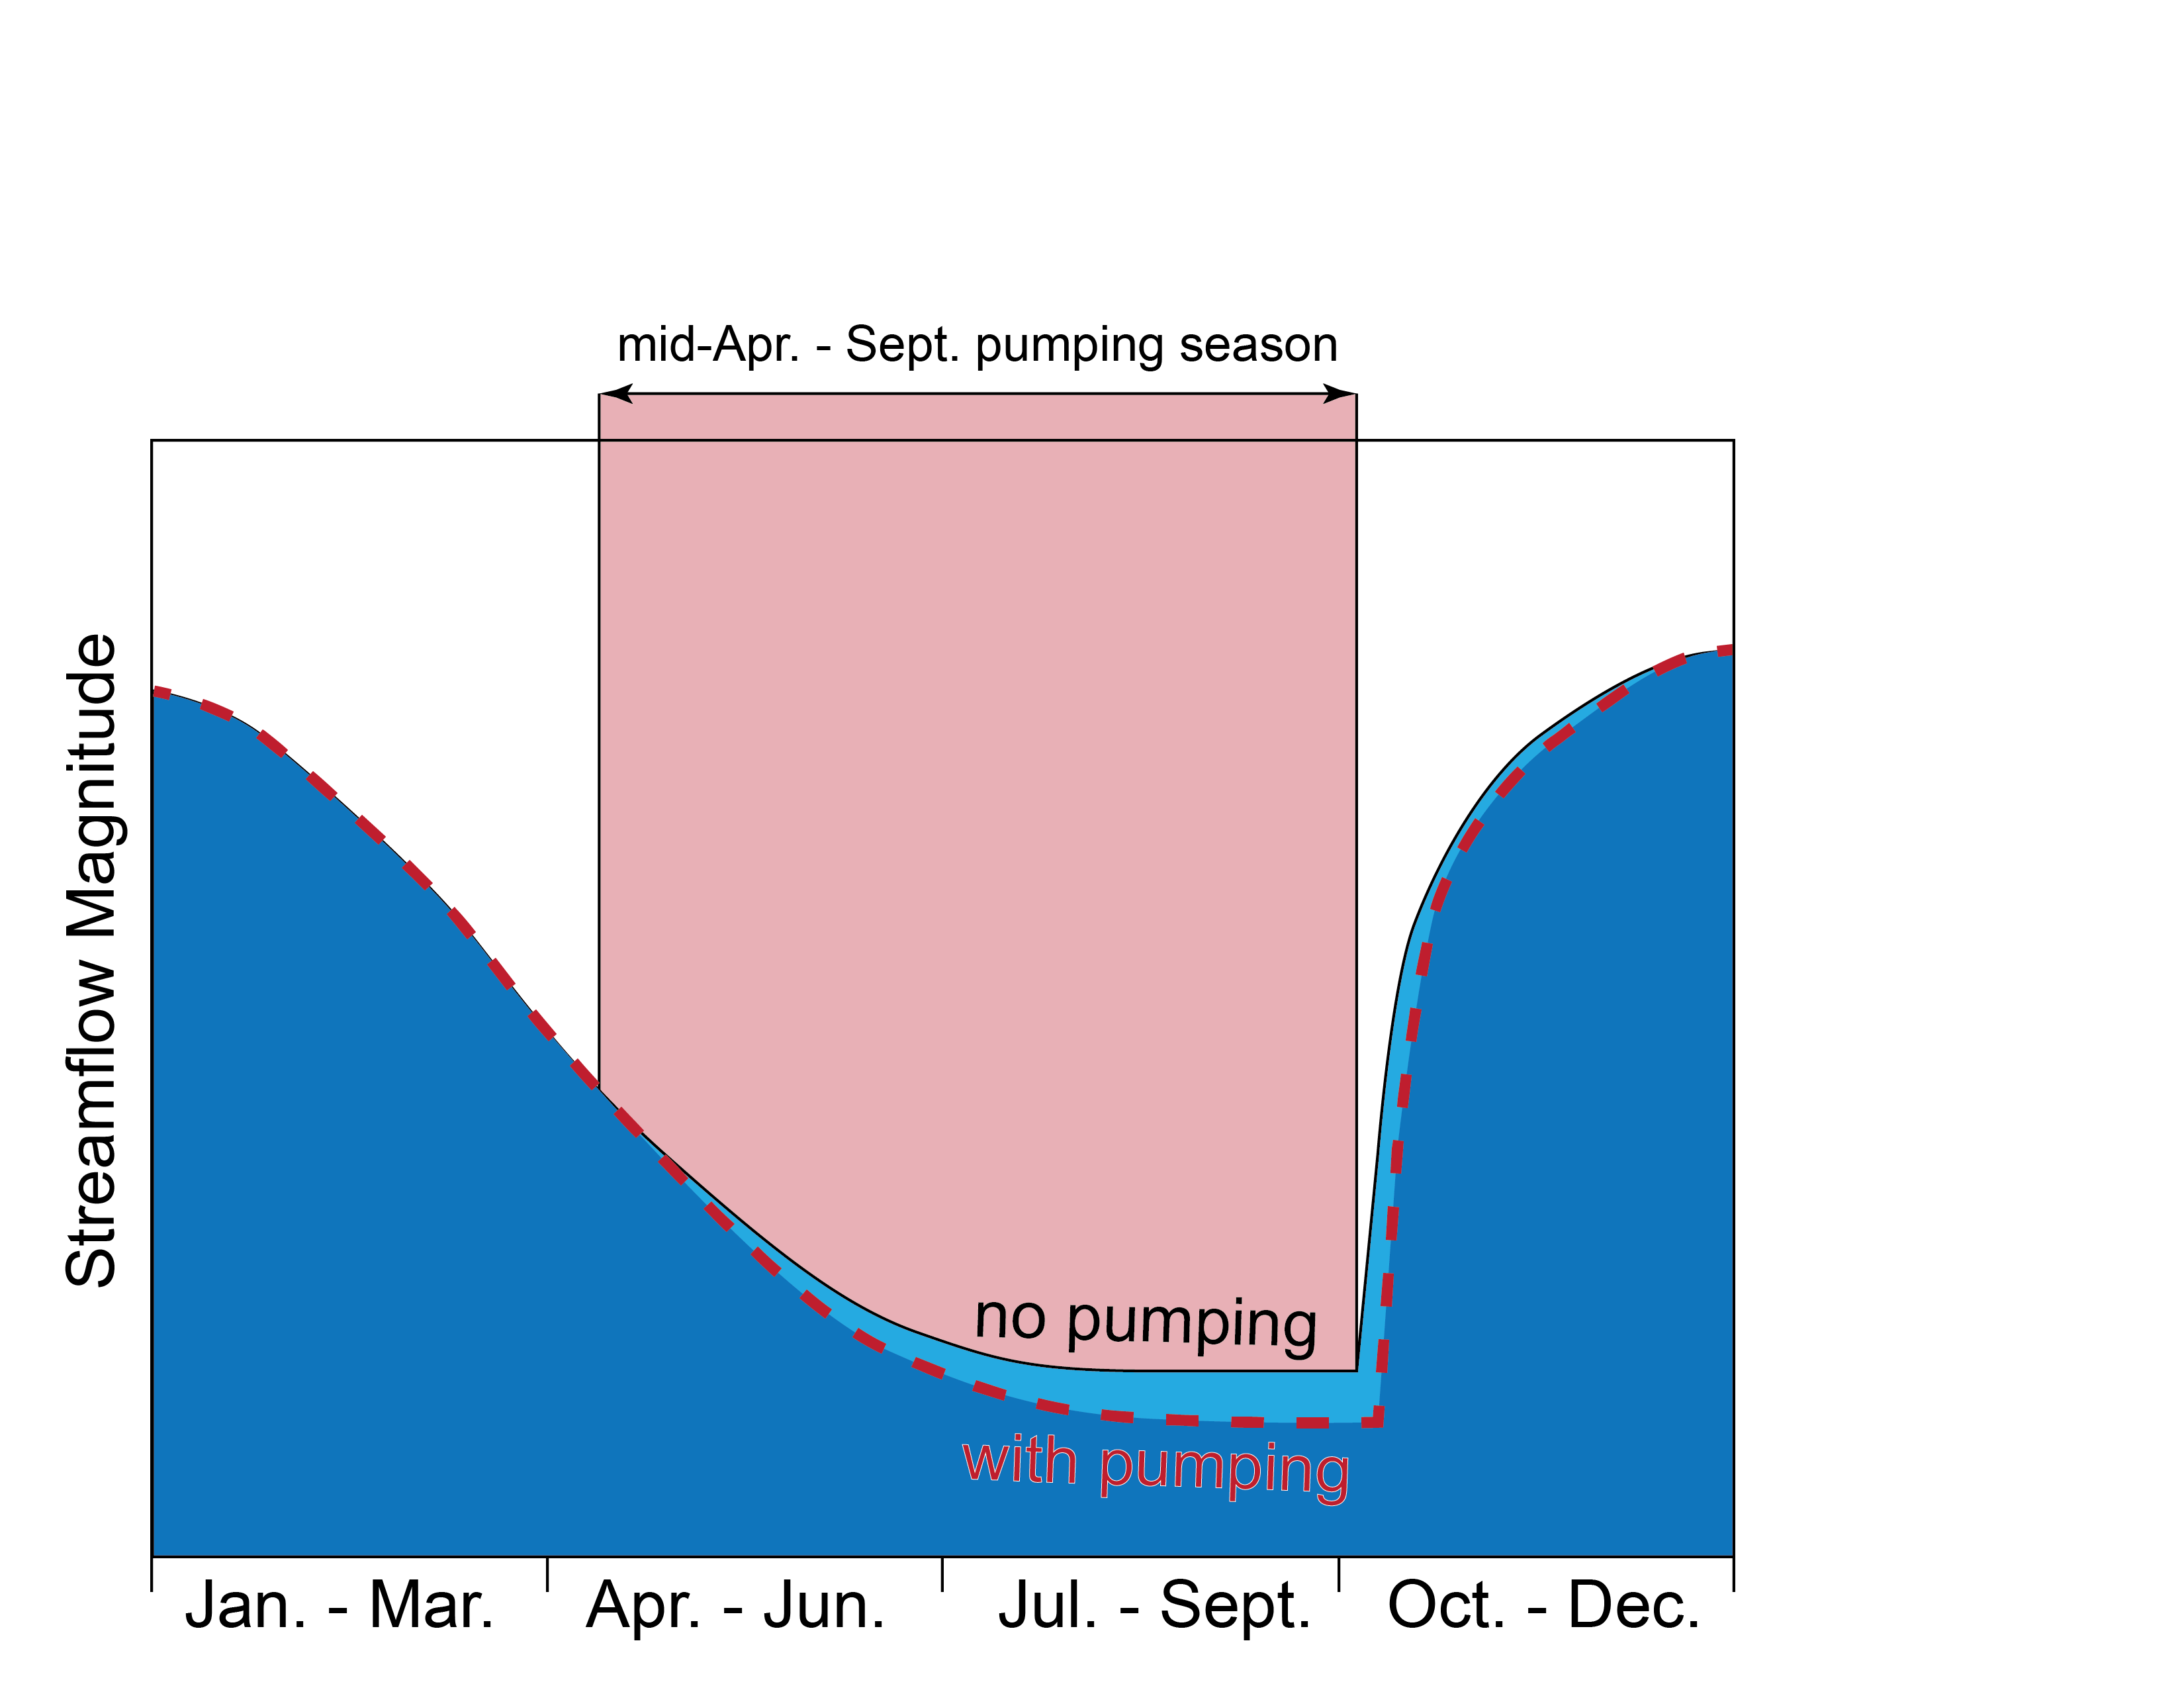 mid-Apr. - Sept. pumping season
Streamflow Magnitude
no pumping
with pumping
Jan. - Mar.
Apr. - Jun.
Jul. - Sept.
Oct. - Dec.